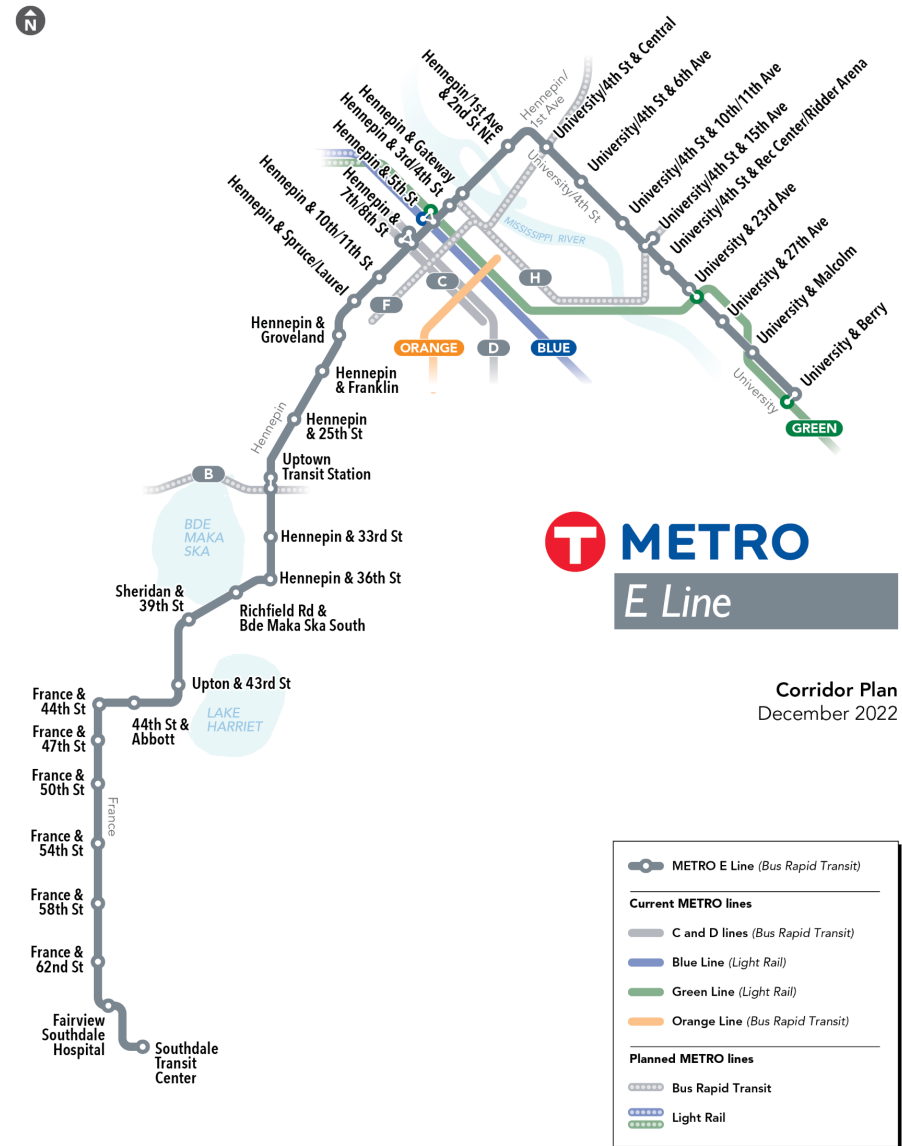 N
Hennepin/1st Ave
& 2nd St NE
Hennepin/
1st Ave
University/4th St & Central
University/4th St & 6th Ave
University/4th St & 10th/11th Ave
University/4th St & 15th Ave
University/4th St & Rec Center/Ridder Arena
University & 23rd Ave
University & 27th Ave
University & Malcolm
University & Berry
Hennepin & Gateway
Hennepin & 3rd/4th St
Hennepin & 5th St
Hennepin &
7th/8th St
Hennepin & 10th/11th St
Hennepin & Spruce/Laurel
University/4th St
MISSISSIPPI RIVER
H
C
F
ORANGE
D
BLUE
University
GREEN
Hennepin &
Groveland
Hennepin
& Franklin
Hennepin
Hennepin
& 25th St
Uptown
Transit Station
B
BDE
MAKA
SKA
Hennepin & 33rd St
Hennepin & 36th St
Sheridan &
39th St
Richfield Rd &
Bde Maka Ska South
Upton & 43rd St
LAKE
HARRIET
France &
44th St
44th St &
Abbott
France &
47th St
France &
50th St
France
France &
54th St
France &
58th St
France &
62nd St
Fairview
Southdale
Hospital
Southdale
Transit
Center
T METRO
E Line
Corridor Plan
December 2022
METRO E Line (Bus Rapid Transit)
Current METRO lines
C and D lines (Bus Rapid Transit)
Blue Line (Light Rail)
Green Line (Light Rail)
Orange Line (Bus Rapid Transit)
Planned METRO lines
Bus Rapid Transit
Light Rail